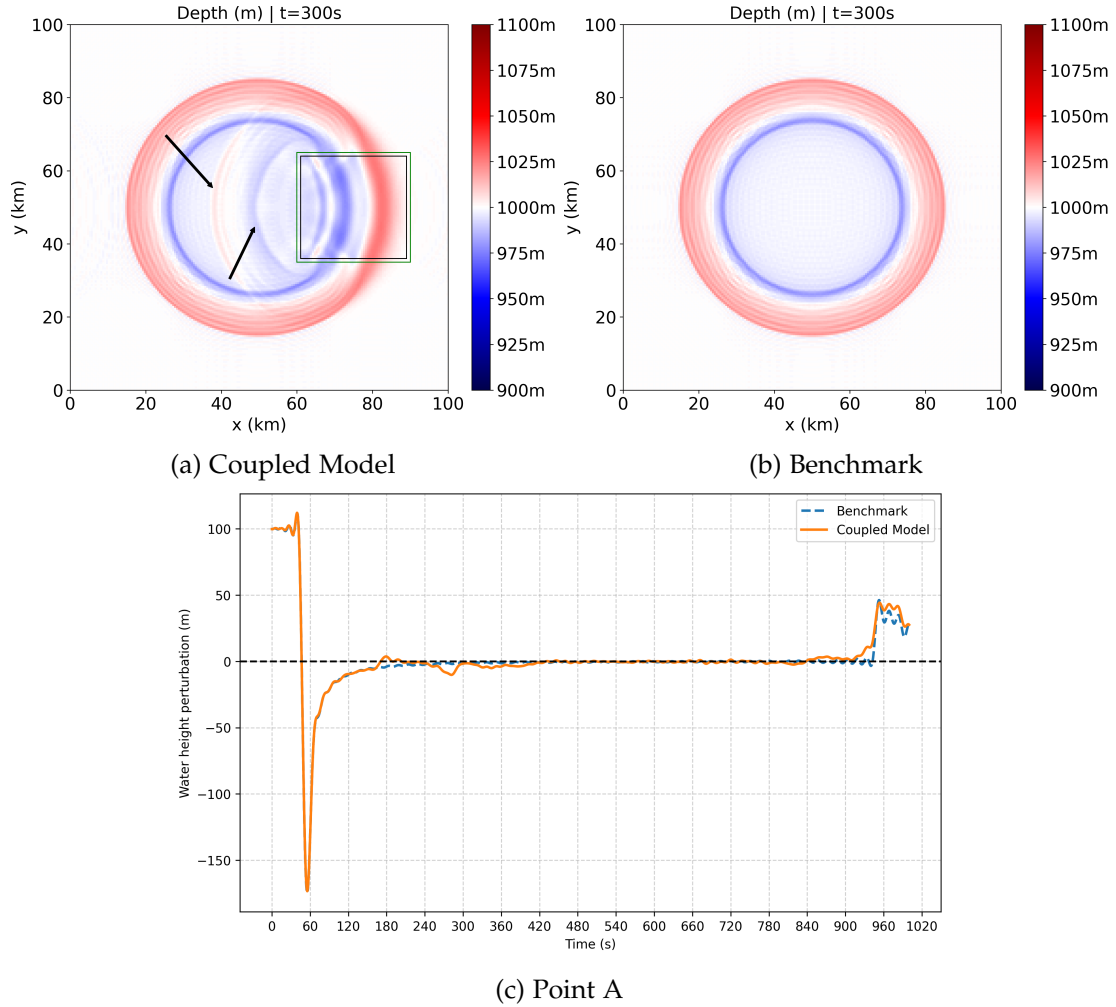 Depth (m) | t=300s
100
80
60
40
20
0
y (km)
0 20 40 60 80 100
x (km)
1100m
1075m
1050m
1025m
1000m
975m
950m
925m
900m
Depth (m) | t=300s
100
80
60
40
20
0
y (km)
0 20 40 60 80 100
x (km)
1100m
1075m
1050m
1025m
1000m
975m
950m
925m
900m
(a) Coupled Model
(b) Benchmark
Benchmark
Coupled Model
100
50
0
−50
−100
−150
Water height perturbation (m)
0 60 120 180 240 300 360 420 480 540 600 660 720 780 840 900 960 1020
Time (s)
(c) Point A